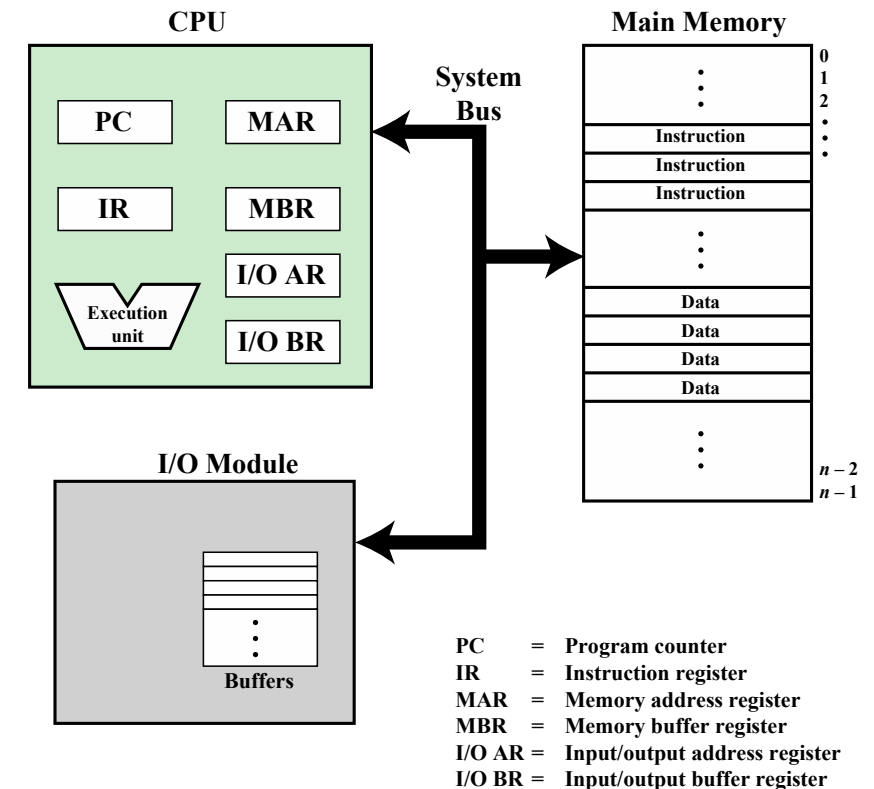 CPU
PC
MAR
IR
MBR
I/O AR
Execution
unit
I/O BR
System
Bus
Main Memory
0
1
2
Instruction
Instruction
Instruction
Data
Data
Data
Data
n – 2
n – 1
I/O Module
Buffers
PC = Program counter
IR = Instruction register
MAR = Memory address register
MBR = Memory buffer register
I/O AR = Input/output address register
I/O BR = Input/output buffer register